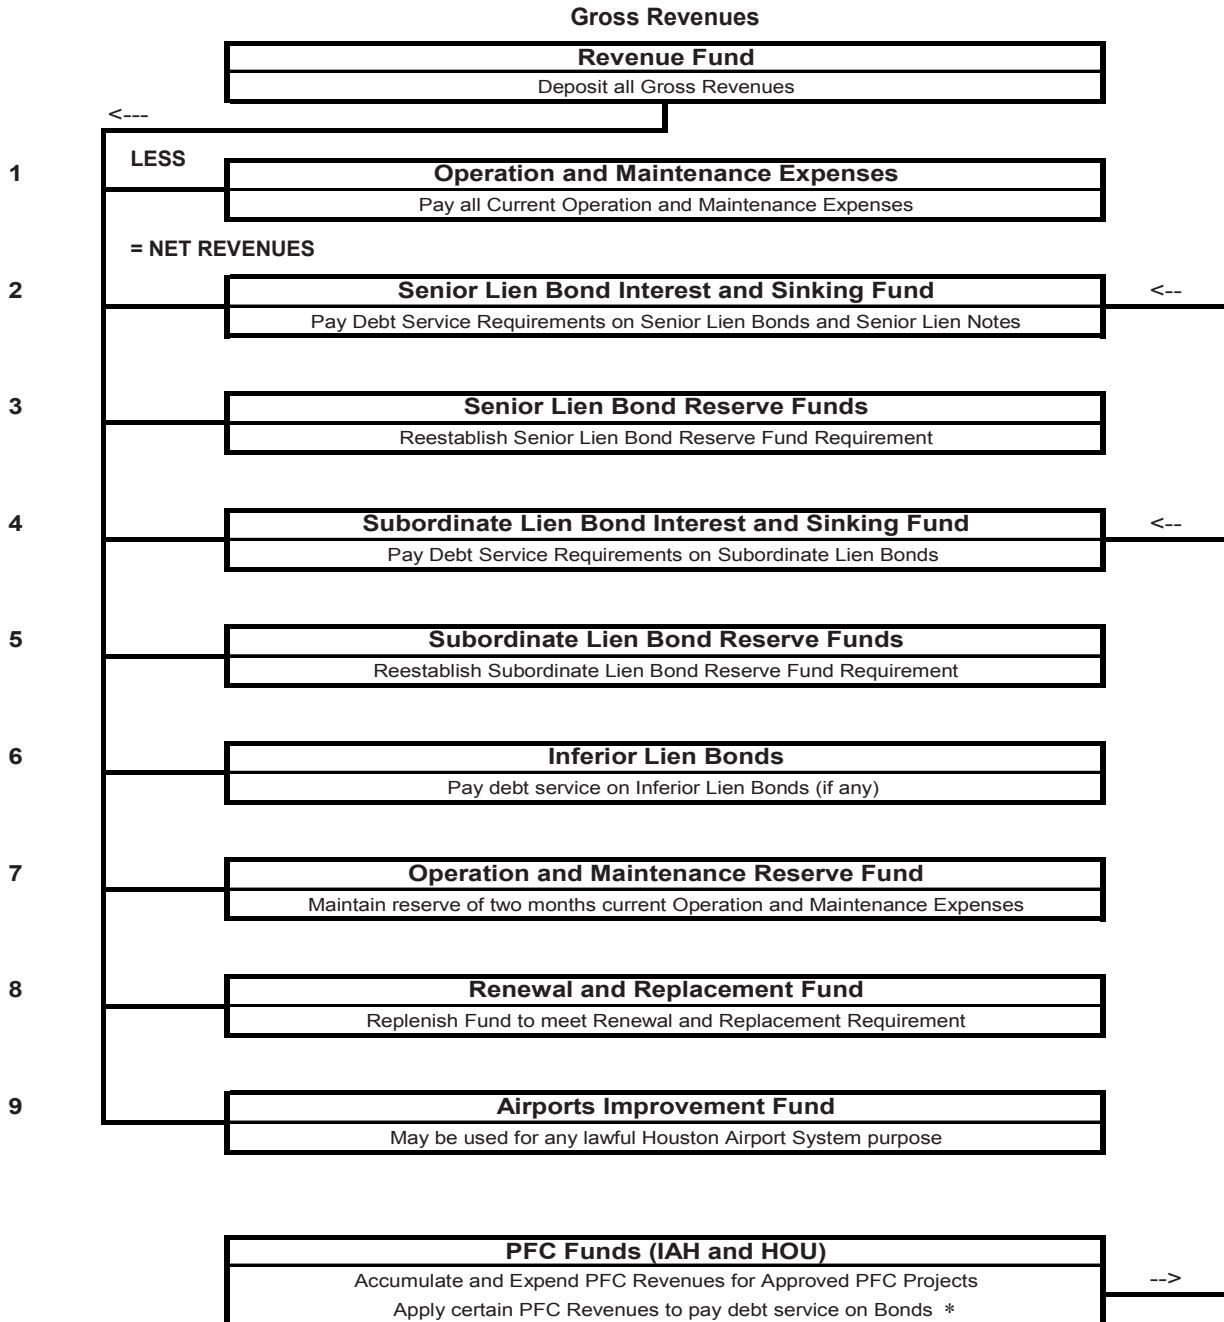 Gross Revenues
Revenue Fund
Deposit all Gross Revenues
<---
LESS
1
Operation and Maintenance Expenses
Pay all Current Operation and Maintenance Expenses
= NET REVENUES
2
Senior Lien Bond Interest and Sinking Fund
<--
Pay Debt Service Requirements on Senior Lien Bonds and Senior Lien Notes
3
Senior Lien Bond Reserve Funds
Reestablish Senior Lien Bond Reserve Fund Requirement
4
Subordinate Lien Bond Interest and Sinking Fund
<--
Pay Debt Service Requirements on Subordinate Lien Bonds
5
Subordinate Lien Bond Reserve Funds
Reestablish Subordinate Lien Bond Reserve Fund Requirement
6
Inferior Lien Bonds
Pay debt service on Inferior Lien Bonds (if any)
7
Operation and Maintenance Reserve Fund
Maintain reserve of two months current Operation and Maintenance Expenses
8
Renewal and Replacement Fund
Replenish Fund to meet Renewal and Replacement Requirement
9
Airports Improvement Fund
May be used for any lawful Houston Airport System purpose
PFC Funds (IAH and HOU)
Accumulate and Expend PFC Revenues for Approved PFC Projects
-->
Apply certain PFC Revenues to pay debt service on Bonds *